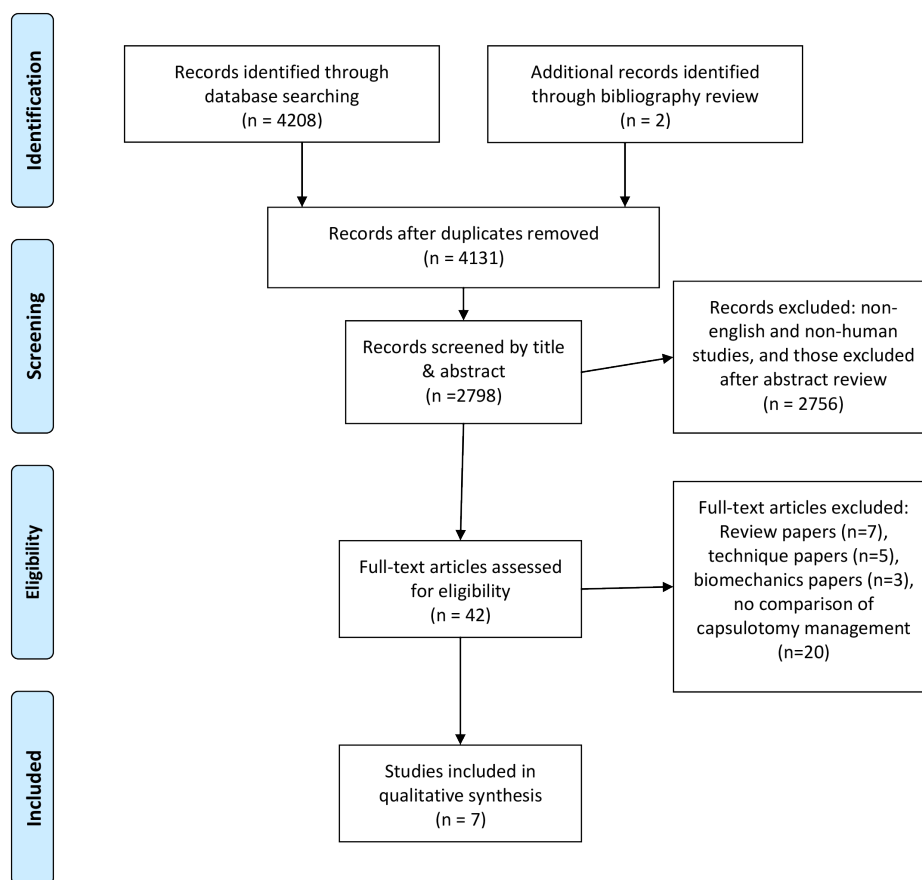 Identification
Records identified through
database searching
(n = 4208)
Additional records identified
through bibliography review
(n = 2)
Records after duplicates removed
(n = 4131)
Screening
Records screened by title
& abstract
(n =2798)
Records excluded: non-
english and non-human
studies, and those excluded
after abstract review
(n = 2756)
Eligibility
Full-text articles assessed
for eligibility
(n = 42)
Full-text articles excluded:
Review papers (n=7),
technique papers (n=5),
biomechanics papers (n=3),
no comparison of
capsulotomy management
(n=20)
Included
Studies included in
qualitative synthesis
(n = 7)